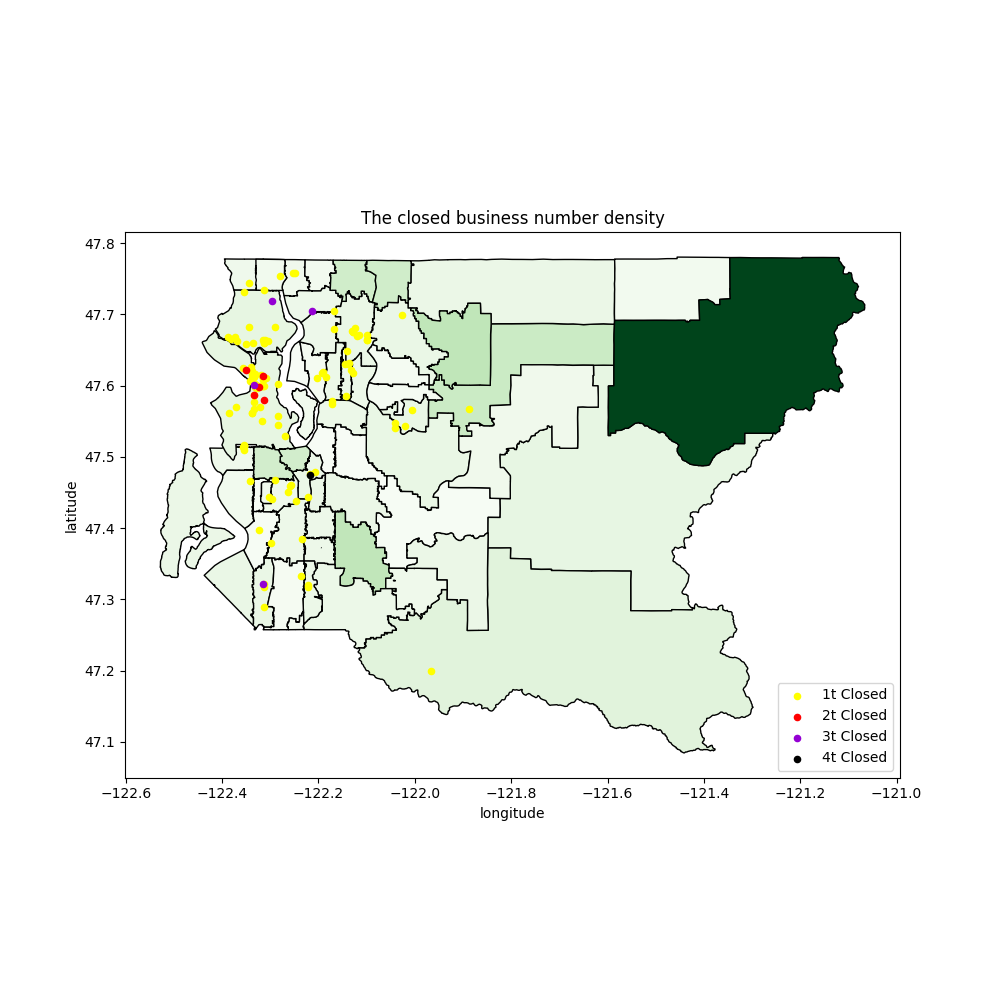 The closed business number density
47.8
47.7
47.6
47.5
47.4
47.3
47.2
47.1
latitude
−122.6 −122.4 −122.2 −122.0 −121.8 −121.6 −121.4 −121.2 −121.0
longitude
1t Closed
2t Closed
3t Closed
4t Closed